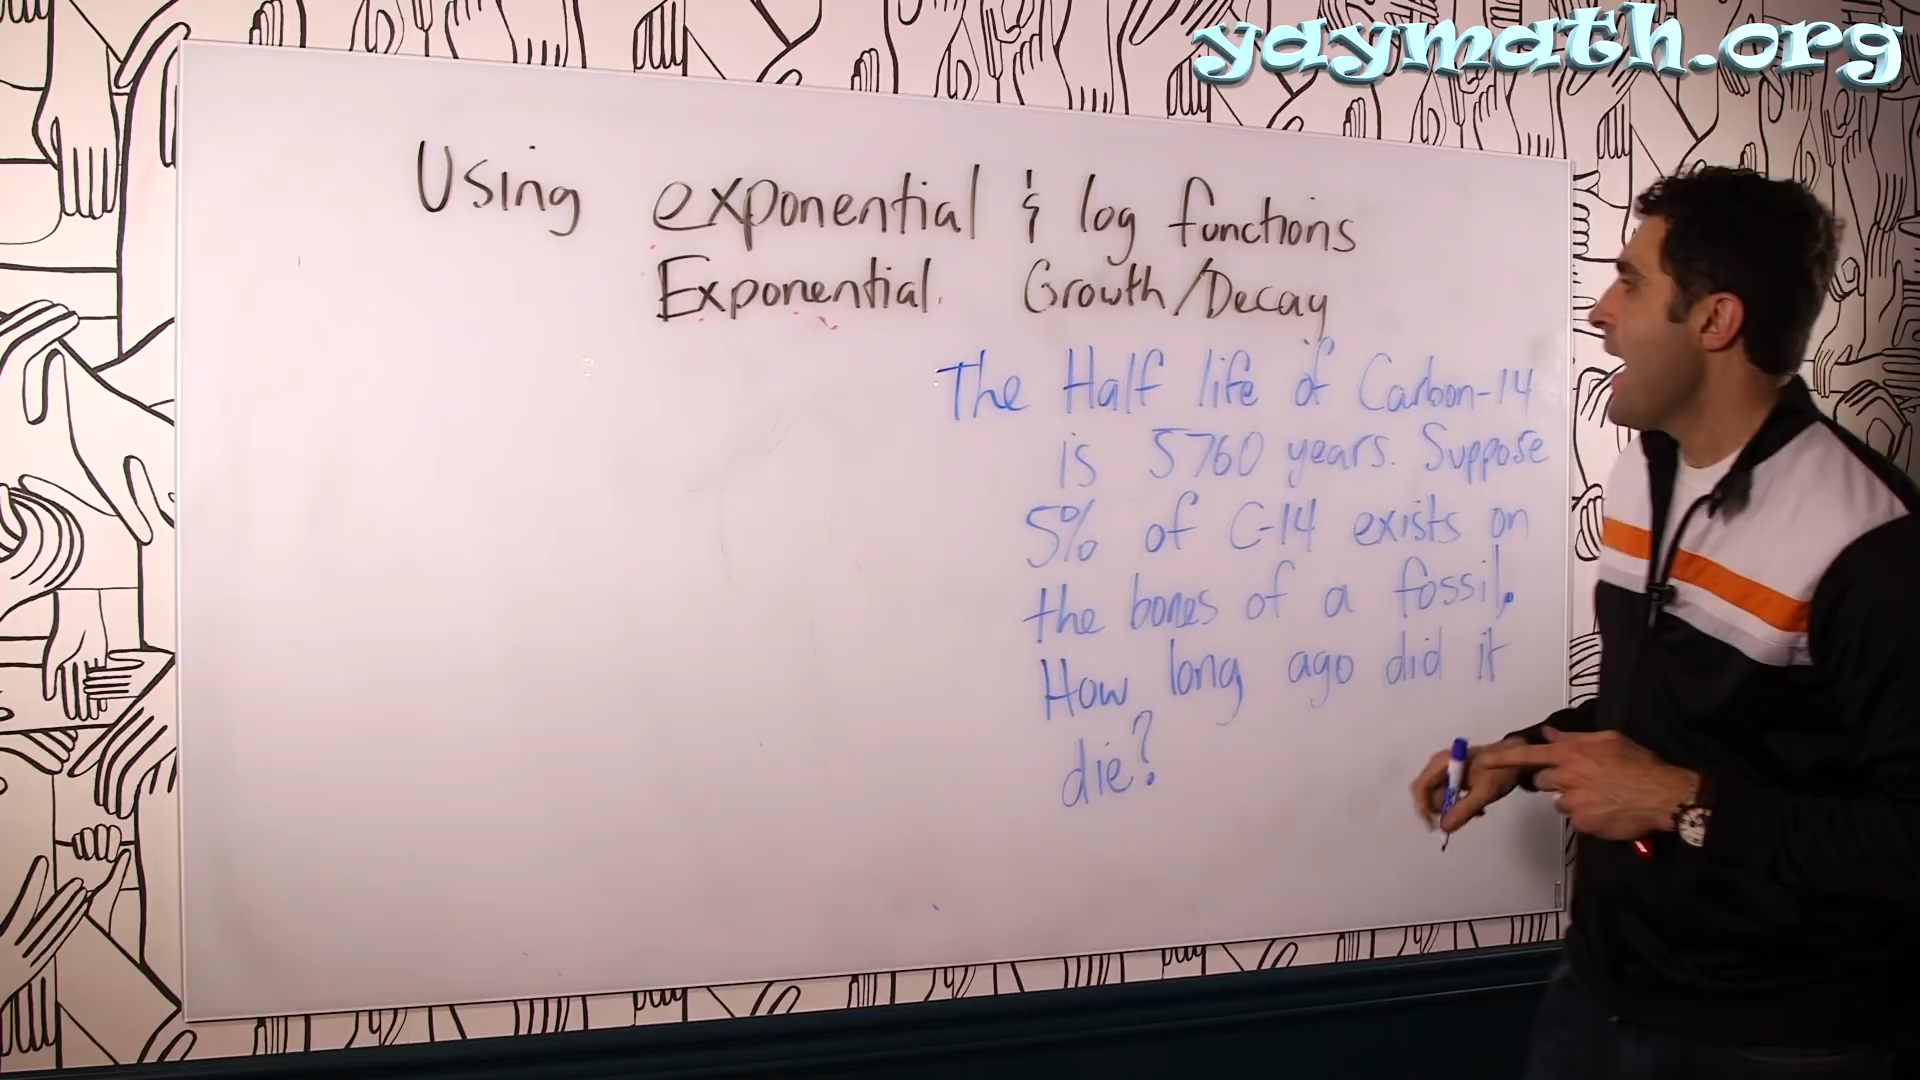 yaymath.org
Using exponential & log functions
Exponential Growth/Decay
The Half life of Carbon-14
is 5760 years. Suppose
5% of C-14 exists on
the bones of a fossil.
How long ago did it
die?